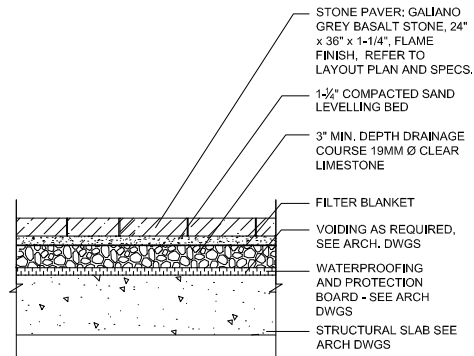 STONE PAVER; GALIANO
GREY BASALT STONE, 24"
x 36" x 1-1/4", FLAME
FINISH, REFER TO
LAYOUT PLAN AND SPECS.
1-¼" COMPACTED SAND
LEVELLING BED
3" MIN. DEPTH DRAINAGE
COURSE 19MM Ø CLEAR
LIMESTONE
FILTER BLANKET
VOIDING AS REQUIRED,
SEE ARCH. DWGS
WATERPROOFING
AND PROTECTION
BOARD - SEE ARCH
DWGS
STRUCTURAL SLAB SEE
ARCH DWGS